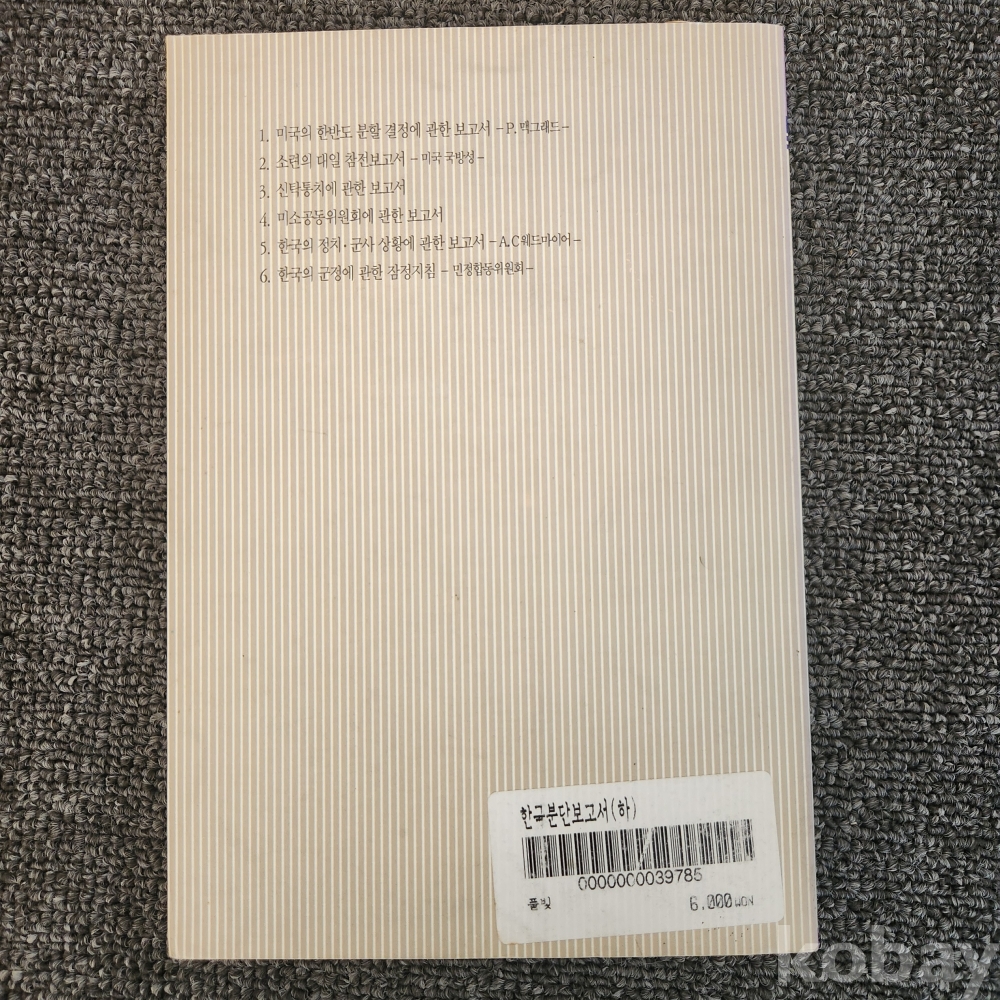 1. 미국의 한반도 분할 결정에 관한 보고서 –P. 맥그래드–
2. 소련의 대일 참전보고서 –미국 국방성–
3. 신탁통치에 관한 보고서
4. 미소공동위원회에 관한 보고서
5. 한국의 정치·군사 상황에 관한 보고서 –A.C웨드마이어–
6. 한국의 군정에 관한 잠정지침 –민정합동위원회–
한국분단보고서(하)
0000000039785
풀빛 6.000WON
kobay